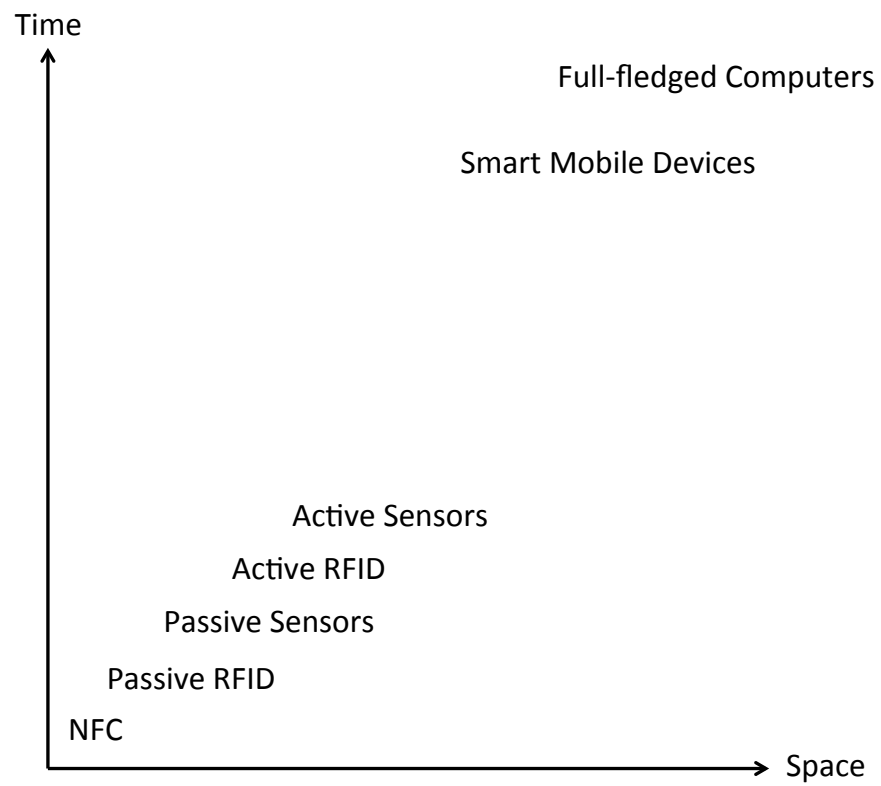 Time
Full-fledged Computers
Smart Mobile Devices
Active Sensors
Active RFID
Passive Sensors
Passive RFID
NFC
Space